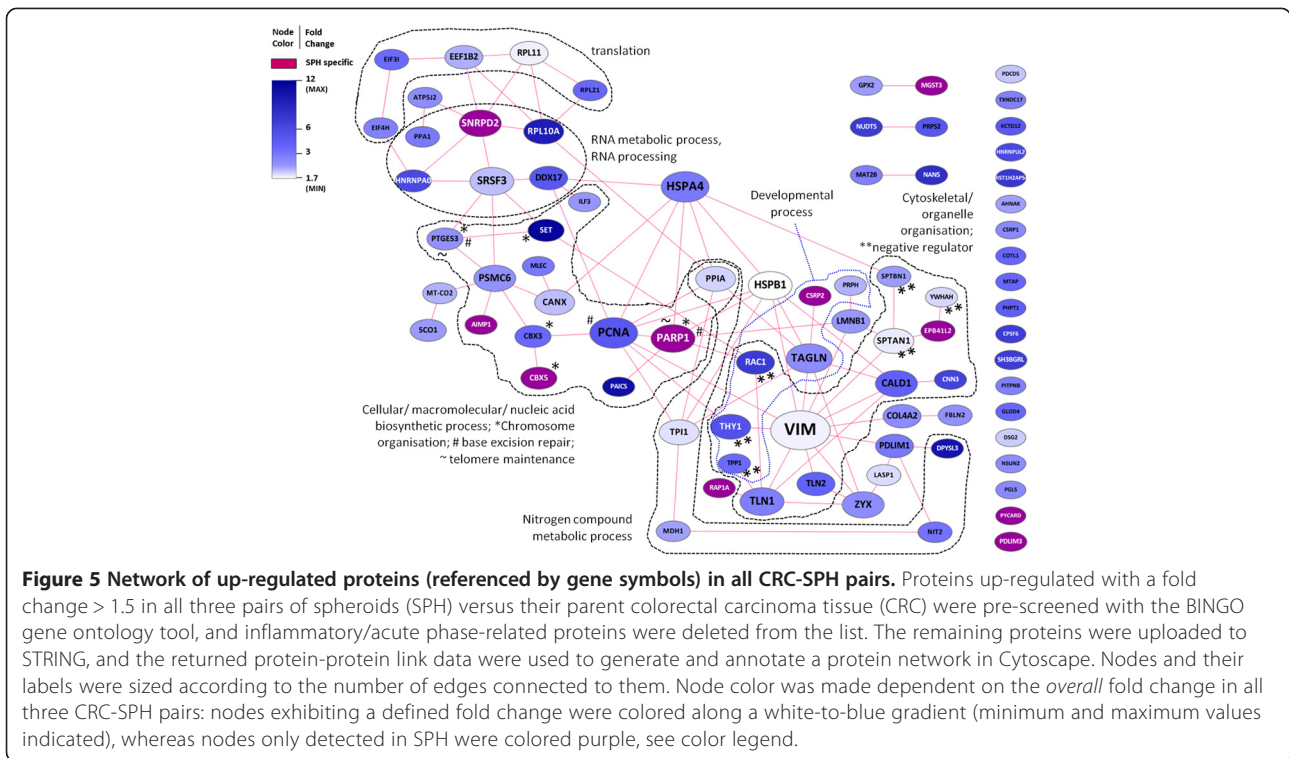 Node Color
Fold Change
SPH specific
12
(MAX)
6
3
1.7
(MIN)
translation
EIF3I
EEF1B2
RPL11
RPL21
ATP5J2
EIF4H
PPA1
SNRPD2
RPL10A
RNA metabolic process,
RNA processing
HNRNPA0
SRSF3
DDX17
ILF3
HSPA4
PTGES3
*
#
~
SET
*
MLEC
PSMC6
CANX
MT-CO2
SCO1
AIMP1
CBX3
*
CBX5
*
#
PCNA
PARP1
~
*
#
PAICS
PPIA
HSPB1
Developmental
process
CSRP2
PRPH
LMNB1
TAGLN
RAC1
**
THY1
**
TPP1
**
VIM
TPI1
RAP1A
TLN1
TLN2
ZYX
LASP1
PDLIM1
COL4A2
FBLN2
CALD1
CNN3
DPYSL3
NIT2
MDH1
SPTBN1
**
YWHAH
**
EPB41L2
SPTAN1
**
Cytoskeletal/
organelle
organisation;
**negative regulator
Cellular/ macromolecular/ nucleic acid
biosynthetic process; *Chromosome
organisation; # base excision repair;
~ telomere maintenance
Nitrogen compound
metabolic process
GPX2
MGST3
NUDT5
PRPS2
MAT2B
NANS
PDCD5
TXNDC17
KCTD12
HNRNPUL2
HIST1H2APS4
AHNAK
CSRP1
COTL1
MTAP
PHPT1
CPSF6
SH3BGRL
PITPNB
GLOD4
DSG2
NSUN2
PGLS
PYCARD
PDLIM3
Figure 5 Network of up-regulated proteins (referenced by gene symbols) in all CRC-SPH pairs. Proteins up-regulated with a fold
change > 1.5 in all three pairs of spheroids (SPH) versus their parent colorectal carcinoma tissue (CRC) were pre-screened with the BINGO
gene ontology tool, and inflammatory/acute phase-related proteins were deleted from the list. The remaining proteins were uploaded to
STRING, and the returned protein-protein link data were used to generate and annotate a protein network in Cytoscape. Nodes and their
labels were sized according to the number of edges connected to them. Node color was made dependent on the overall fold change in all
three CRC-SPH pairs: nodes exhibiting a defined fold change were colored along a white-to-blue gradient (minimum and maximum values
indicated), whereas nodes only detected in SPH were colored purple, see color legend.